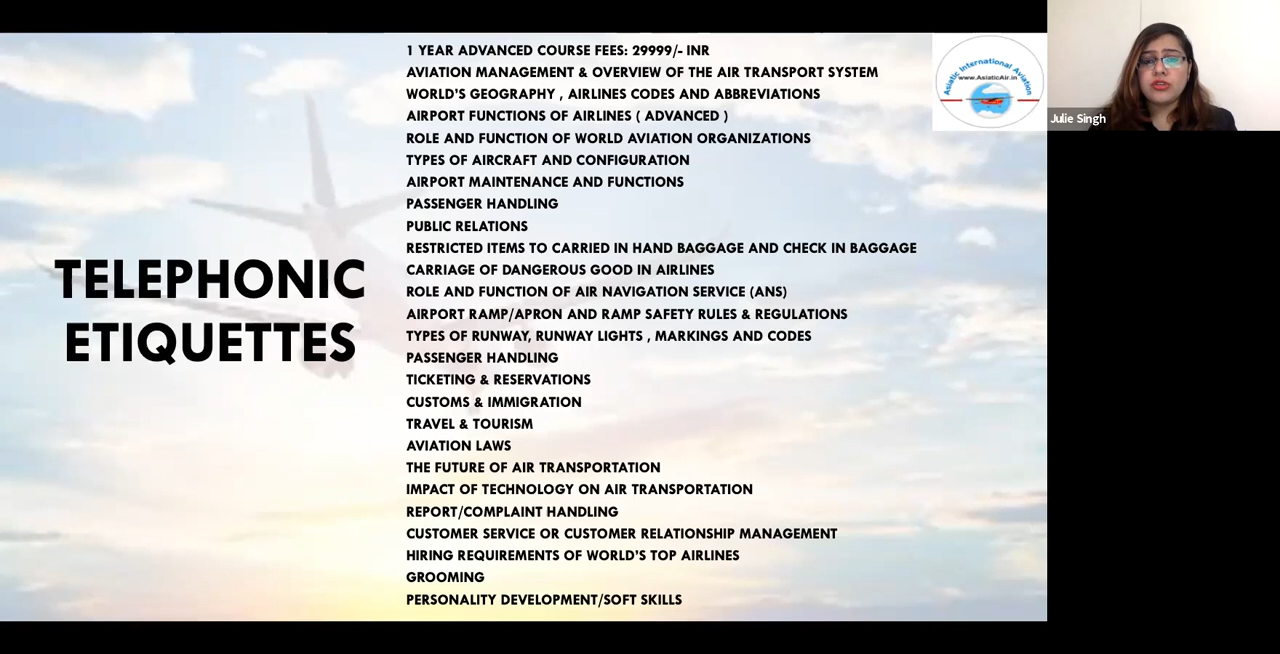 TELEPHONIC
ETIQUETTES
1 YEAR ADVANCED COURSE FEES: 29999/- INR
AVIATION MANAGEMENT & OVERVIEW OF THE AIR TRANSPORT SYSTEM
WORLD'S GEOGRAPHY , AIRLINES CODES AND ABBREVIATIONS
AIRPORT FUNCTIONS OF AIRLINES ( ADVANCED )
ROLE AND FUNCTION OF WORLD AVIATION ORGANIZATIONS
TYPES OF AIRCRAFT AND CONFIGURATION
AIRPORT MAINTENANCE AND FUNCTIONS
PASSENGER HANDLING
PUBLIC RELATIONS
RESTRICTED ITEMS TO CARRIED IN HAND BAGGAGE AND CHECK IN BAGGAGE
CARRIAGE OF DANGEROUS GOOD IN AIRLINES
ROLE AND FUNCTION OF AIR NAVIGATION SERVICE (ANS)
AIRPORT RAMP/APRON AND RAMP SAFETY RULES & REGULATIONS
TYPES OF RUNWAY, RUNWAY LIGHTS , MARKINGS AND CODES
PASSENGER HANDLING
TICKETING & RESERVATIONS
CUSTOMS & IMMIGRATION
TRAVEL & TOURISM
AVIATION LAWS
THE FUTURE OF AIR TRANSPORTATION
IMPACT OF TECHNOLOGY ON AIR TRANSPORTATION
REPORT/COMPLAINT HANDLING
CUSTOMER SERVICE OR CUSTOMER RELATIONSHIP MANAGEMENT
HIRING REQUIREMENTS OF WORLD'S TOP AIRLINES
GROOMING
PERSONALITY DEVELOPMENT/SOFT SKILLS
Asiatic International Aviation
www.AsiaticAir.in
Julie Singh